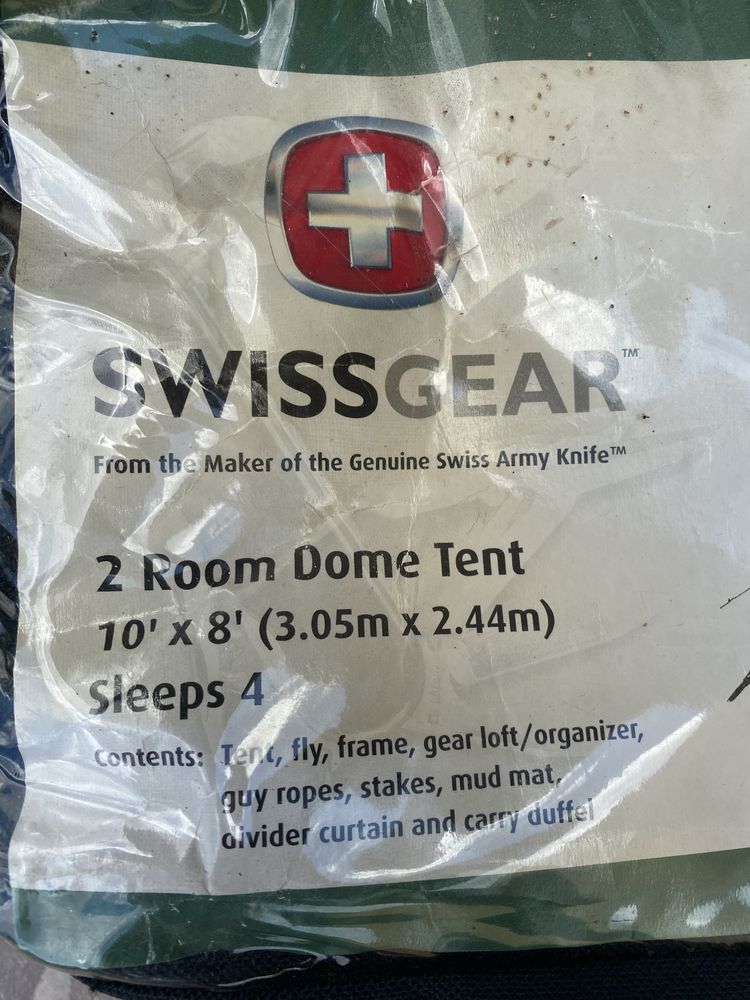 SWISSGEAR™
From the Maker of the Genuine Swiss Army Knife™
2 Room Dome Tent
10' x 8' (3.05m x 2.44m)
Sleeps 4
Contents: Tent, fly, frame, gear loft/organizer,
guy ropes, stakes, mud mat,
divider curtain and carry duffel